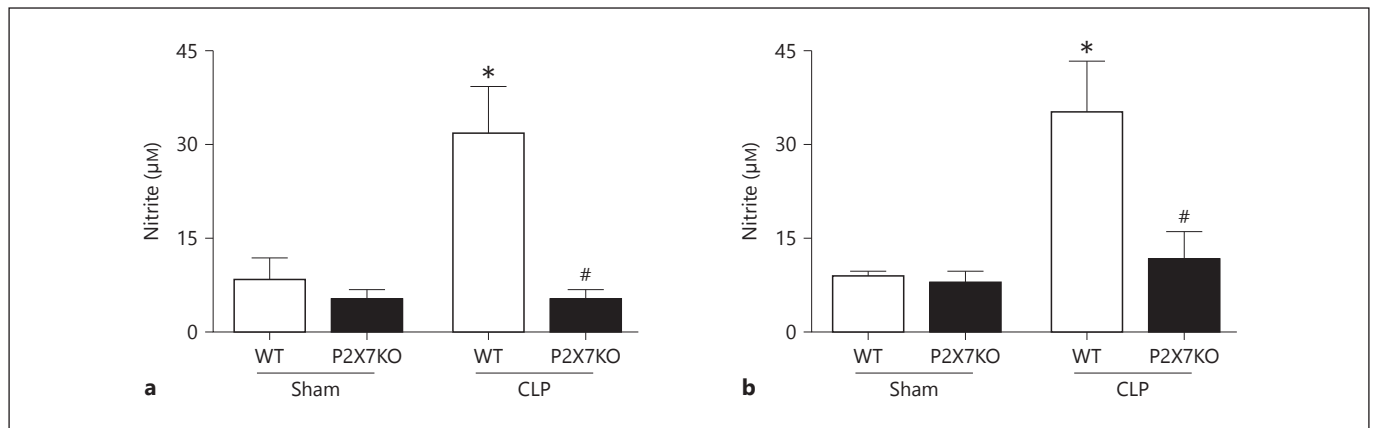 45
30
15
0
Nitrite (µM)
*
#
WT P2X7KO WT P2X7KO
Sham CLP
a
45
30
15
0
Nitrite (µM)
*
#
WT P2X7KO WT P2X7KO
Sham CLP
b